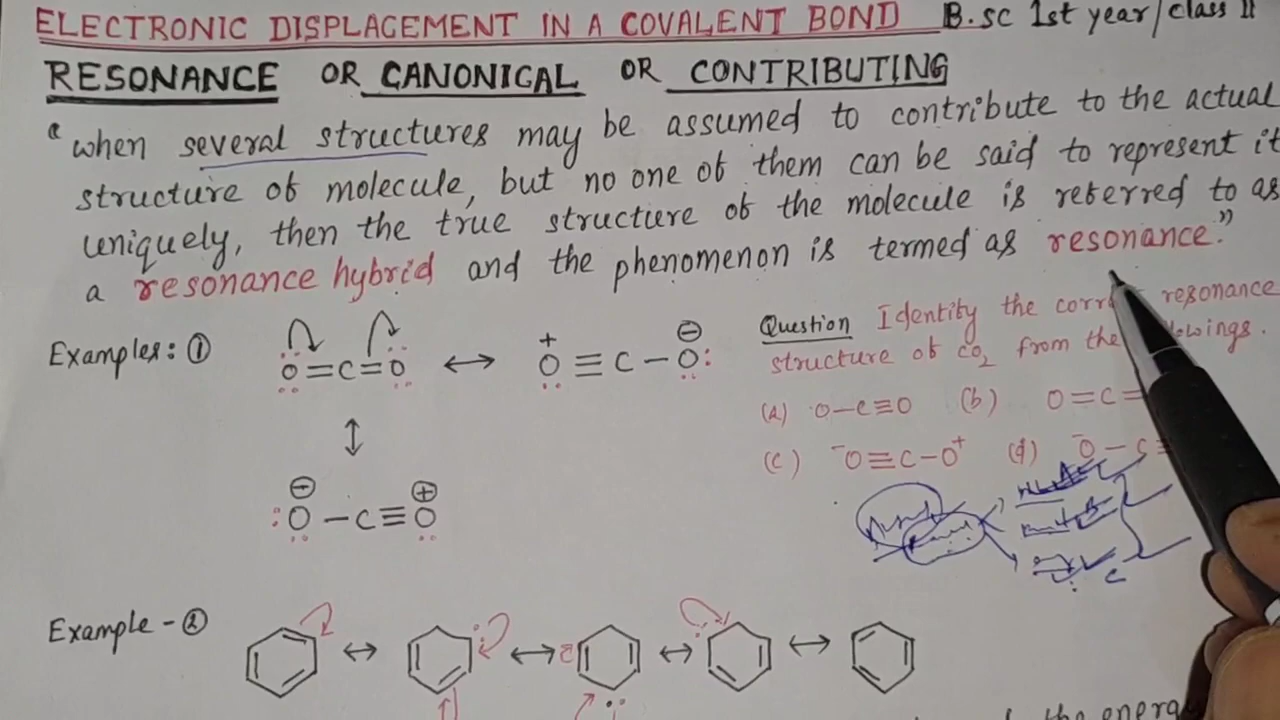 ELECTRONIC DISPLACEMENT IN A COVALENT BOND B.sc 1st year/class 11
RESONANCE OR CANONICAL OR CONTRIBUTING
"when several structures may be assumed to contribute to the actual
structure of molecule, but no one of them can be said to represent it
uniquely, then the true structure of the molecule is referred to as
a resonance hybrid and the phenomenon is termed as resonance."
Examples: ① O=C=O ↔ O≡C-O:
↕
:O-C≡O
Question Identity the resonance
structure of CO2 from the
(a) O-C≡O (b) O=C=
(c) ⁻O≡C-O⁺ (d) ⁻O-C≡
Example-②
the energy